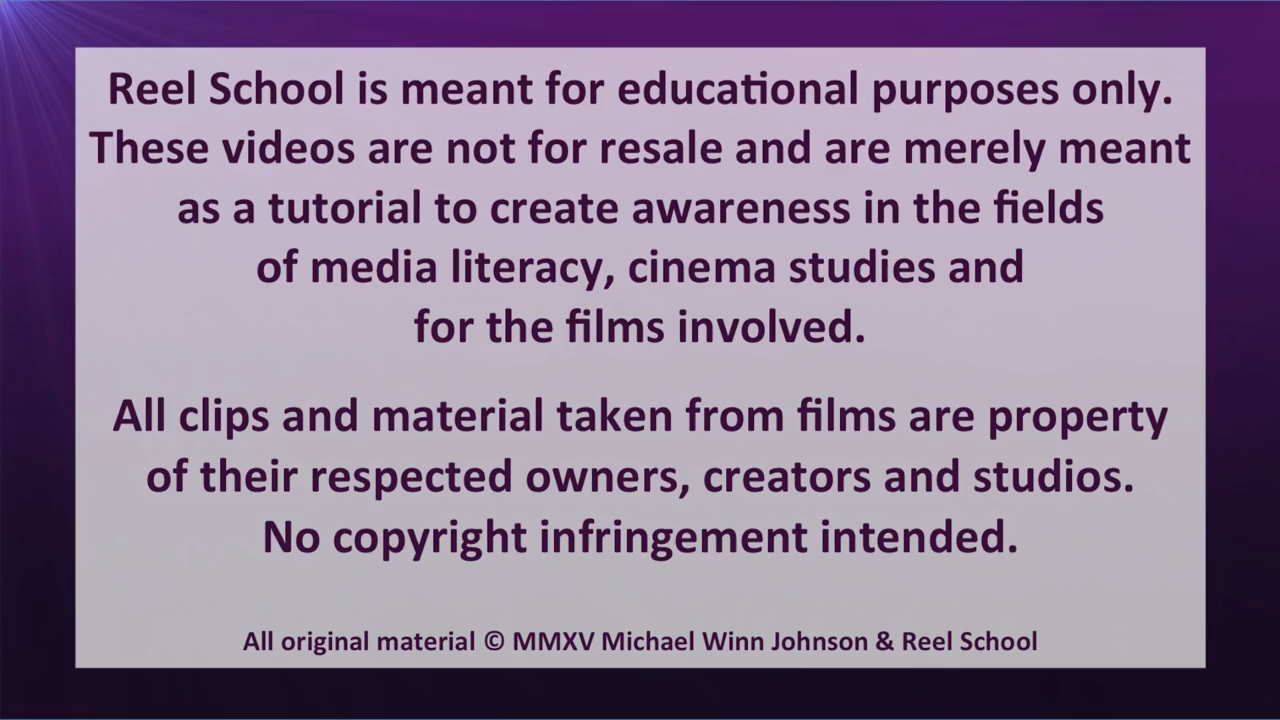 Reel School is meant for educational purposes only.
These videos are not for resale and are merely meant
as a tutorial to create awareness in the fields
of media literacy, cinema studies and
for the films involved.
All clips and material taken from films are property
of their respected owners, creators and studios.
No copyright infringement intended.
All original material © MMXV Michael Winn Johnson & Reel School